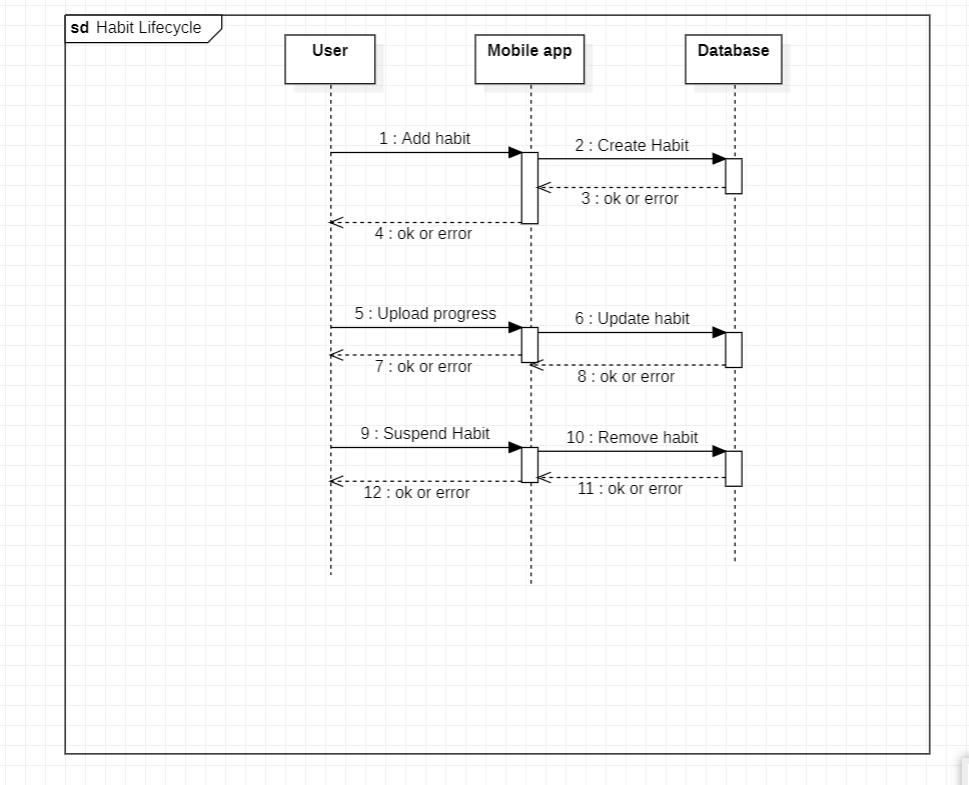 sd Habit Lifecycle
User
Mobile app
Database
1 : Add habit
2 : Create Habit
3 : ok or error
4 : ok or error
5 : Upload progress
6 : Update habit
7 : ok or error
8 : ok or error
9 : Suspend Habit
10 : Remove habit
11 : ok or error
12 : ok or error